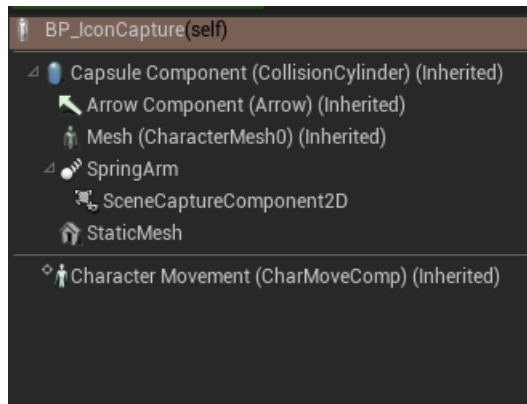 BP_IconCapture(self)
Capsule Component (CollisionCylinder) (Inherited)
Arrow Component (Arrow) (Inherited)
Mesh (CharacterMesh0) (Inherited)
SpringArm
SceneCaptureComponent2D
StaticMesh
Character Movement (CharMoveComp) (Inherited)